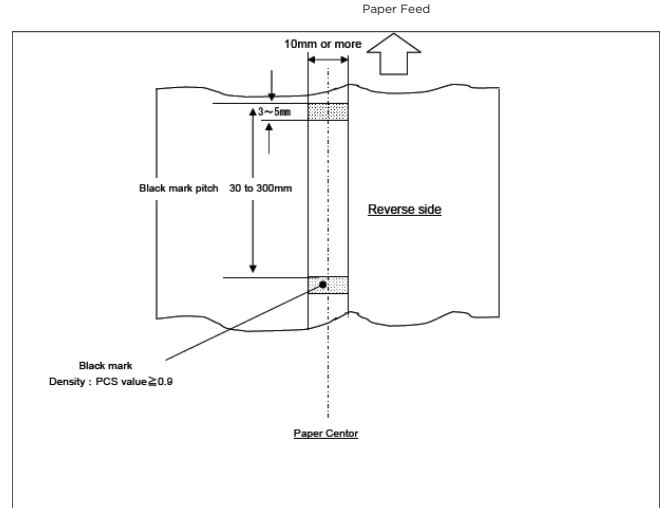 Paper Feed
10mm or more
3～5mm
Black mark pitch 30 to 300mm
Reverse side
Black mark
Density : PCS value≧0.9
Paper Centor